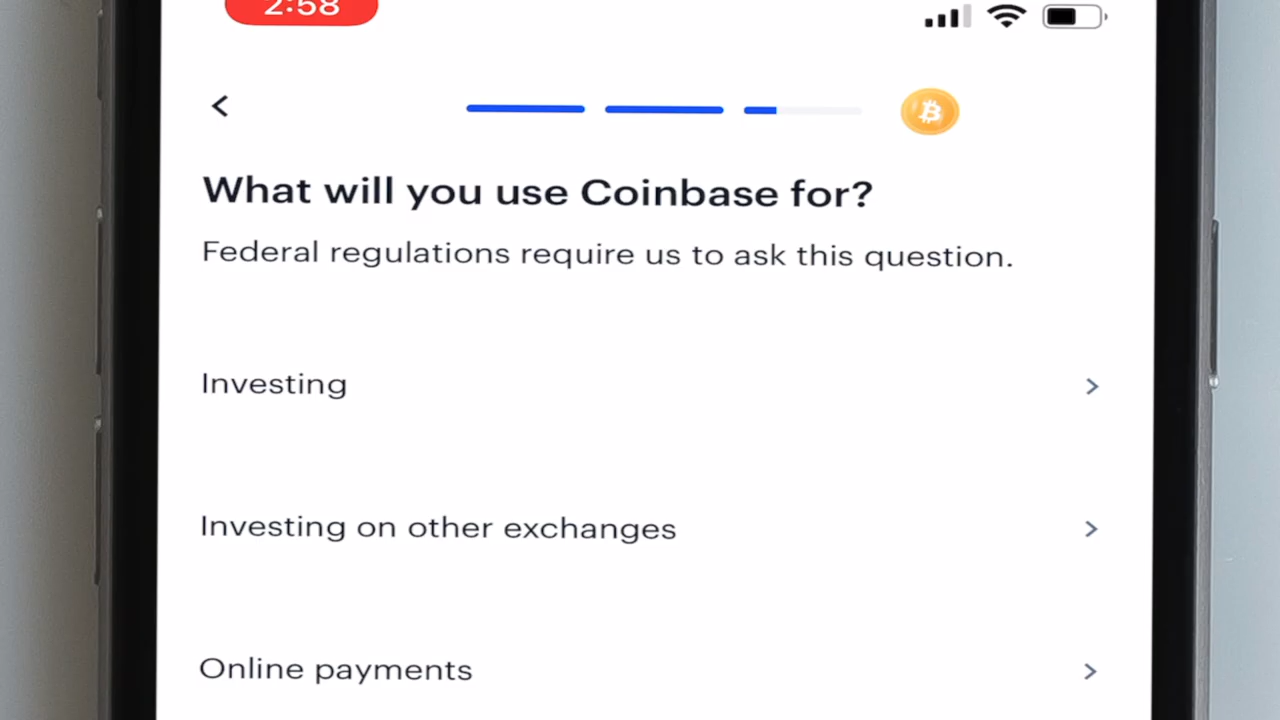 2:58
What will you use Coinbase for?
Federal regulations require us to ask this question.
Investing
Investing on other exchanges
Online payments